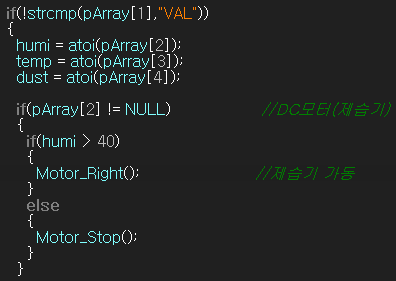 if(!strcmp(pArray[1],"VAL"))
{
humi = atoi(pArray[2]);
temp = atoi(pArray[3]);
dust = atoi(pArray[4]);
if(pArray[2] != NULL) //DC모터(제습기)
{
if(humi > 40)
{
Motor_Right(); //제습기 가동
}
else
{
Motor_Stop();
}
}